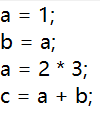 a = 1;
b = a;
a = 2 * 3;
c = a + b;